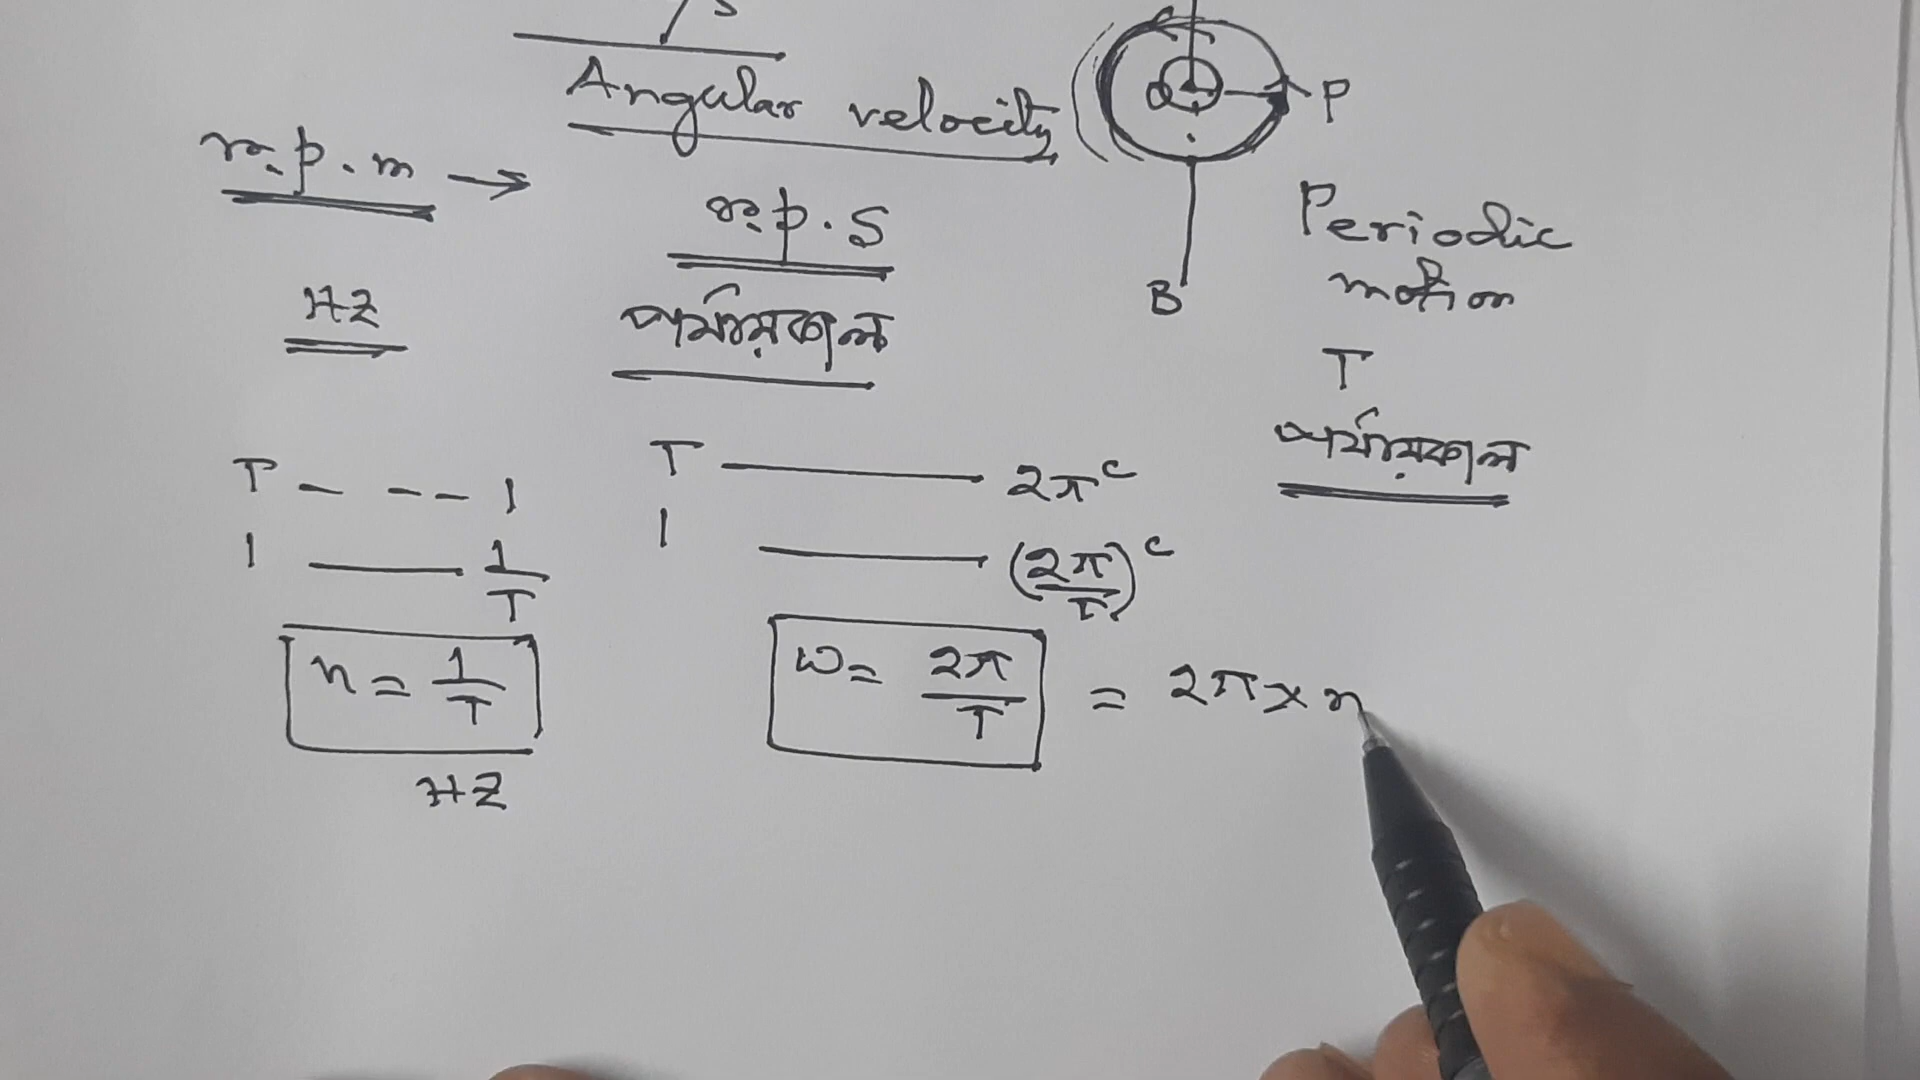 Angular velocity
P
r.p.m →
r.p.s
B
Periodic
motion
HZ
পর্যায়কাল
T
পর্যায়কাল
T - -- 1
1 — 1/T
n = 1/T
HZ
T — 2π^c
1 — (2π/T)^c
ω = 2π/T = 2π × n